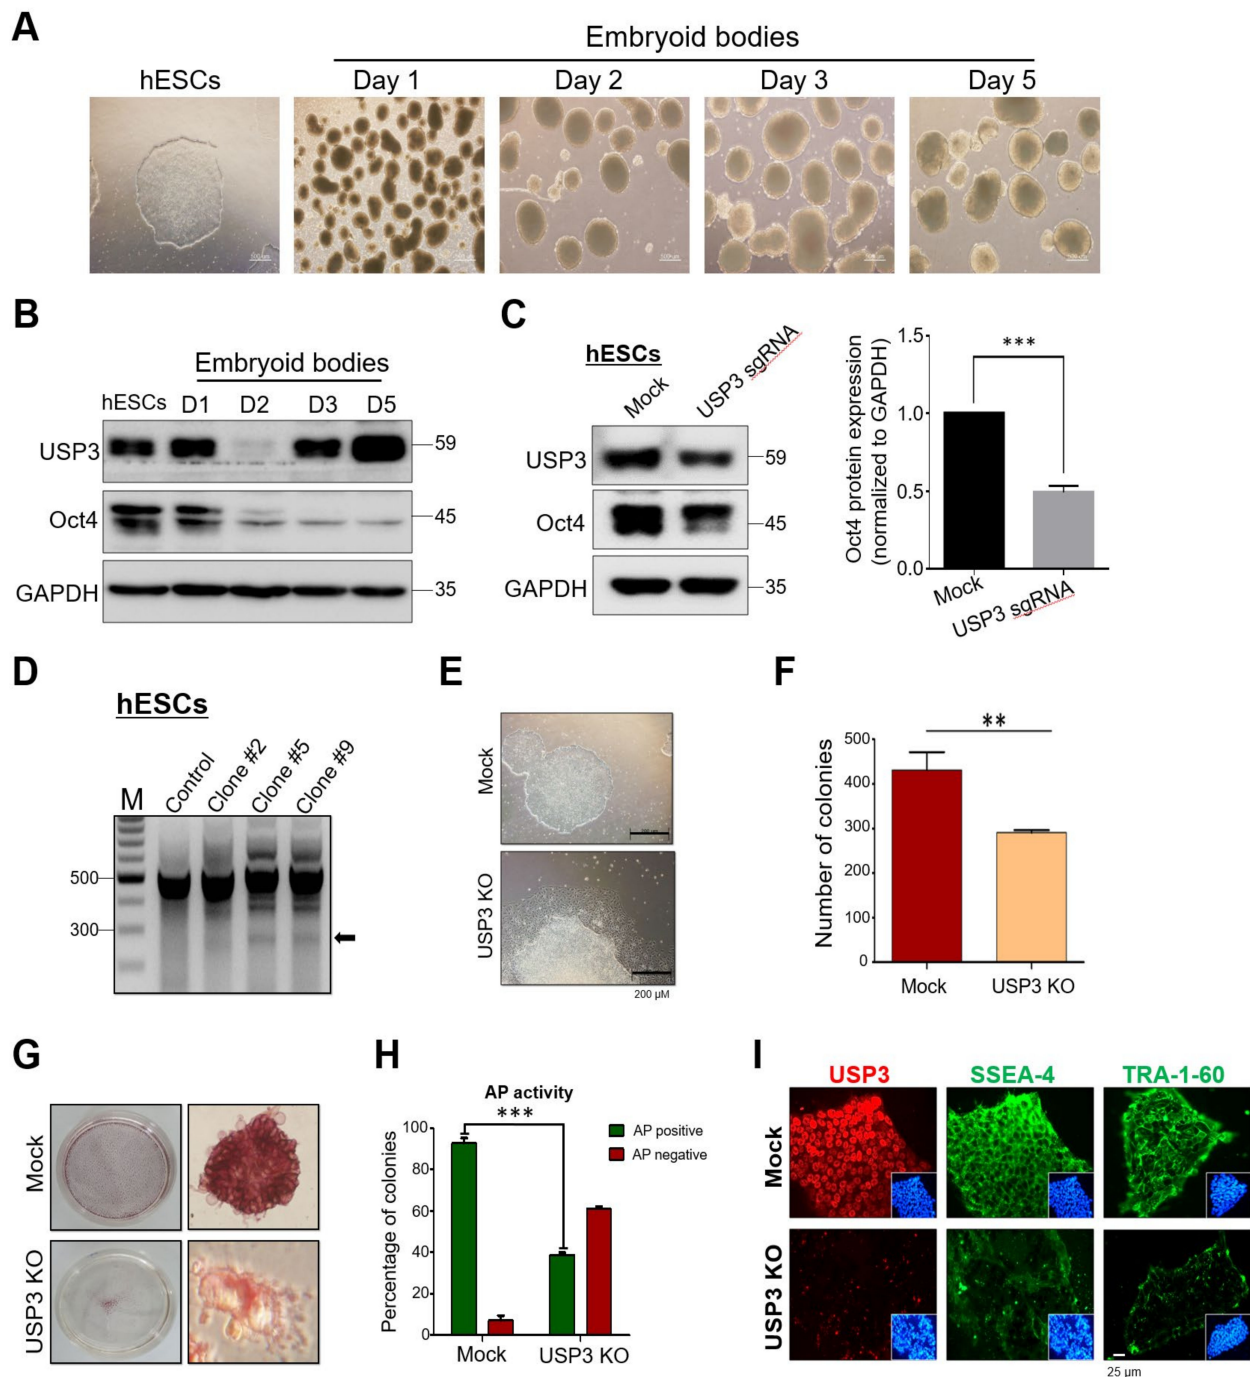 A
Embryoid bodies
hESCs
Day 1
Day 2
Day 3
Day 5
B
Embryoid bodies
hESCs D1 D2 D3 D5
USP3
59
Oct4
45
GAPDH
35
C
hESCs
Mock
USP3 sgRNA
USP3
59
Oct4
45
GAPDH
35
Oct4 protein expression
(normalized to GAPDH)
1.5
1.0
0.5
0.0
***
Mock
USP3 sgRNA
D
hESCs
M
Control
Clone #2
Clone #5
Clone #9
500
300
E
Mock
USP3 KO
200 μM
F
Number of colonies
500
400
300
200
100
0
**
Mock
USP3 KO
G
Mock
USP3 KO
H
AP activity
***
AP positive
AP negative
Percentage of colonies
100
80
60
40
20
0
Mock
USP3 KO
I
USP3
SSEA-4
TRA-1-60
Mock
USP3 KO
25 μm